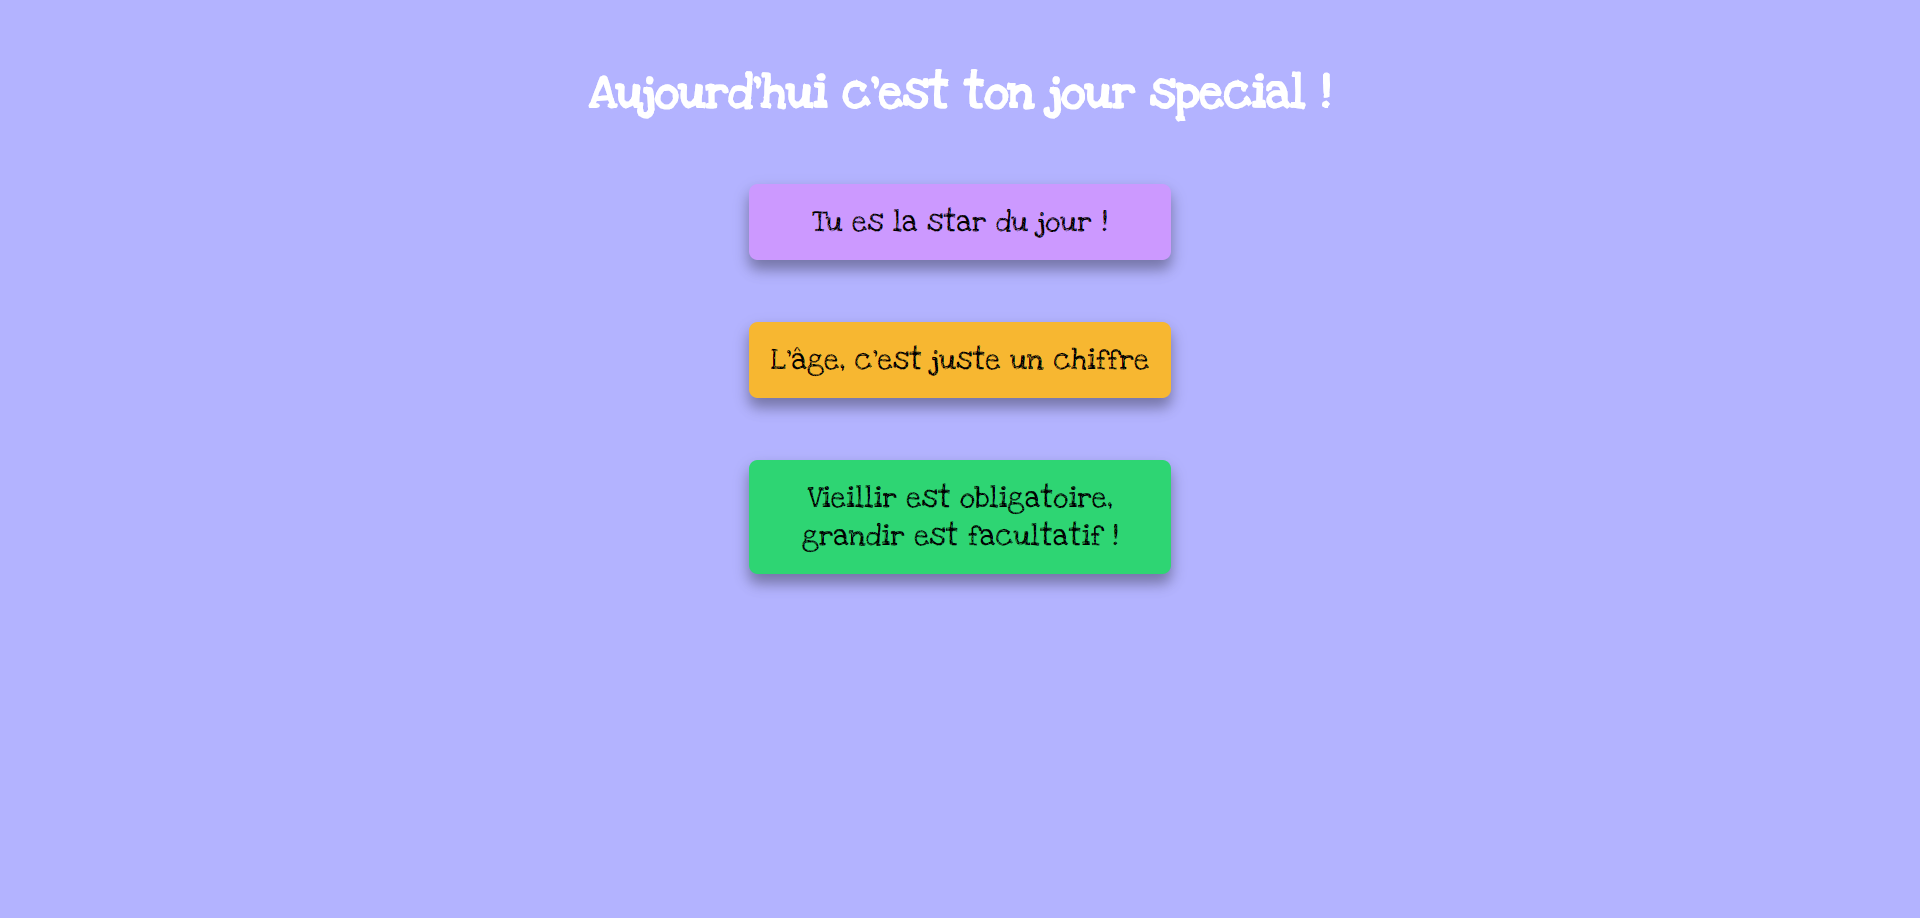 Aujourd'hui c'est ton jour special !
Tu es la star du jour !
L'âge, c'est juste un chiffre
Vieillir est obligatoire,
grandir est facultatif !